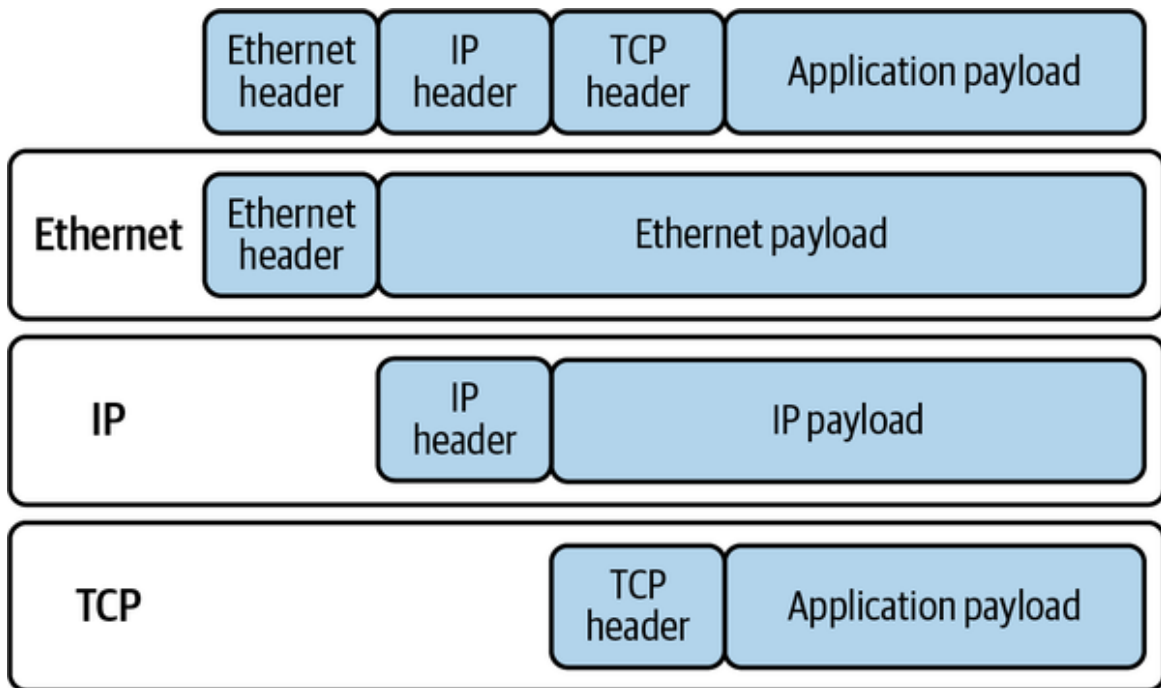 Ethernet
header
IP
header
TCP
header
Application payload
Ethernet
Ethernet
header
Ethernet payload
IP
IP
header
IP payload
TCP
TCP
header
Application payload